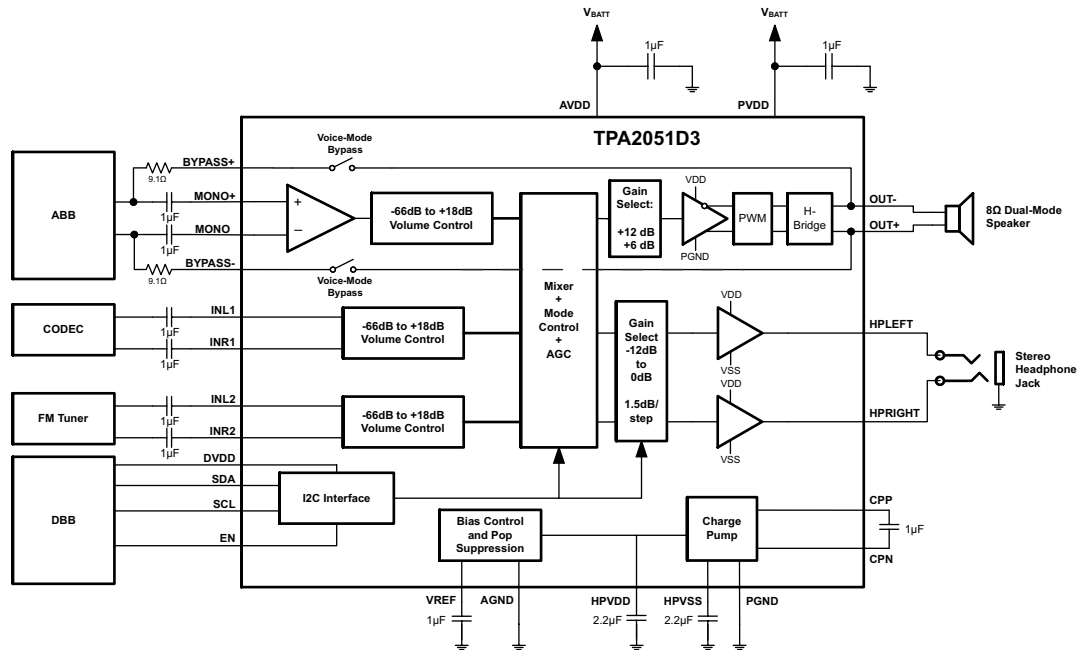 VBATT
VBATT
1μF
1μF
AVDD
PVDD
TPA2051D3
Voice-Mode
Bypass
BYPASS+
9.1Ω
ABB
MONO+
1μF
MONO
1μF
BYPASS-
9.1Ω
Voice-Mode
Bypass
+
−
-66dB to +18dB
Volume Control
Mixer
+
Mode
Control
+
AGC
Gain
Select:
+12 dB
+6 dB
VDD
PGND
PWM
H-
Bridge
OUT-
OUT+
8Ω Dual-Mode
Speaker
CODEC
INL1
1μF
INR1
1μF
-66dB to +18dB
Volume Control
Gain
Select
-12dB
to
0dB
1.5dB/
step
VDD
VSS
VDD
VSS
HPLEFT
HPRIGHT
Stereo
Headphone
Jack
FM Tuner
INL2
1μF
INR2
1μF
-66dB to +18dB
Volume Control
DBB
DVDD
SDA
SCL
EN
I2C Interface
Bias Control
and Pop
Suppression
Charge
Pump
CPP
1μF
CPN
VREF
AGND
HPVDD
HPVSS
PGND
1μF
2.2μF
2.2μF